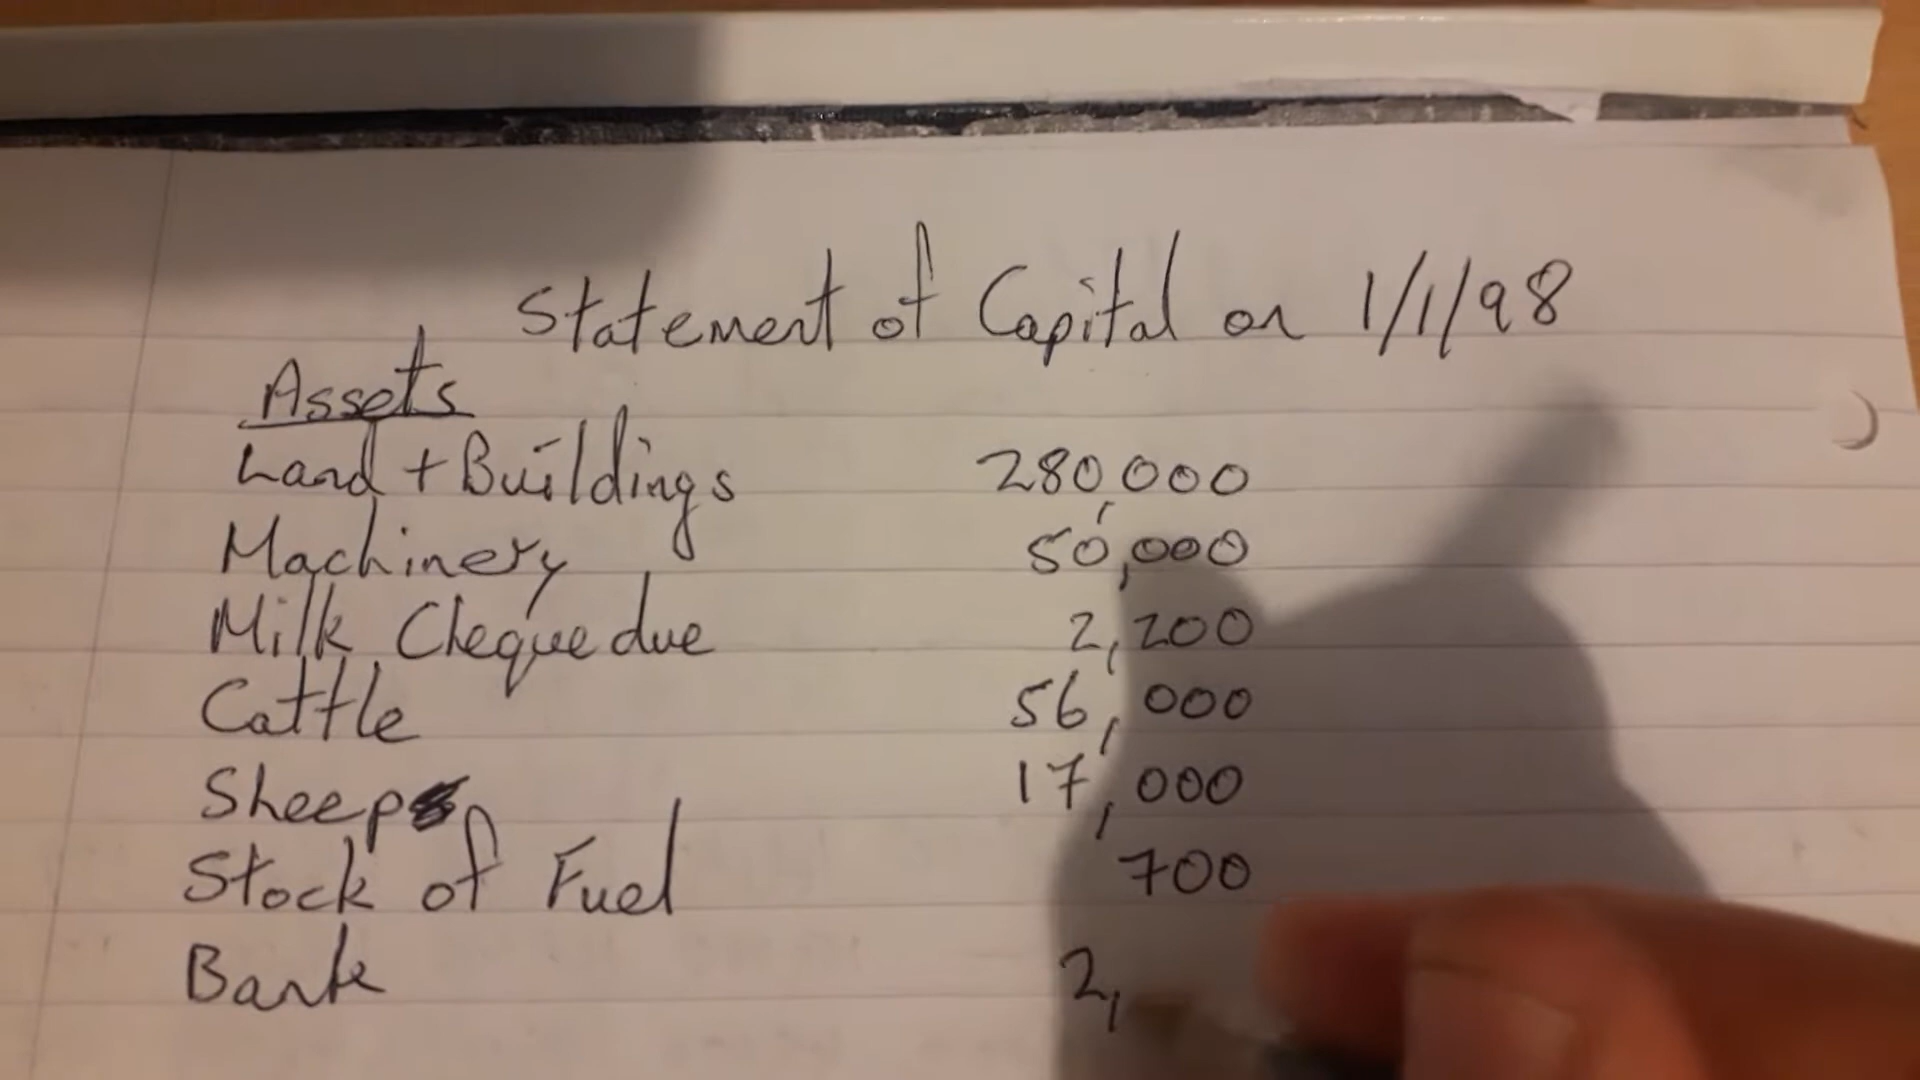 Statement of Capital on 1/1/98
Assets
Land + Buildings 280,000
Machinery 50,000
Milk Cheque due 2,200
Cattle 56,000
Sheep 17,000
Stock of Fuel 700
Bank 2,